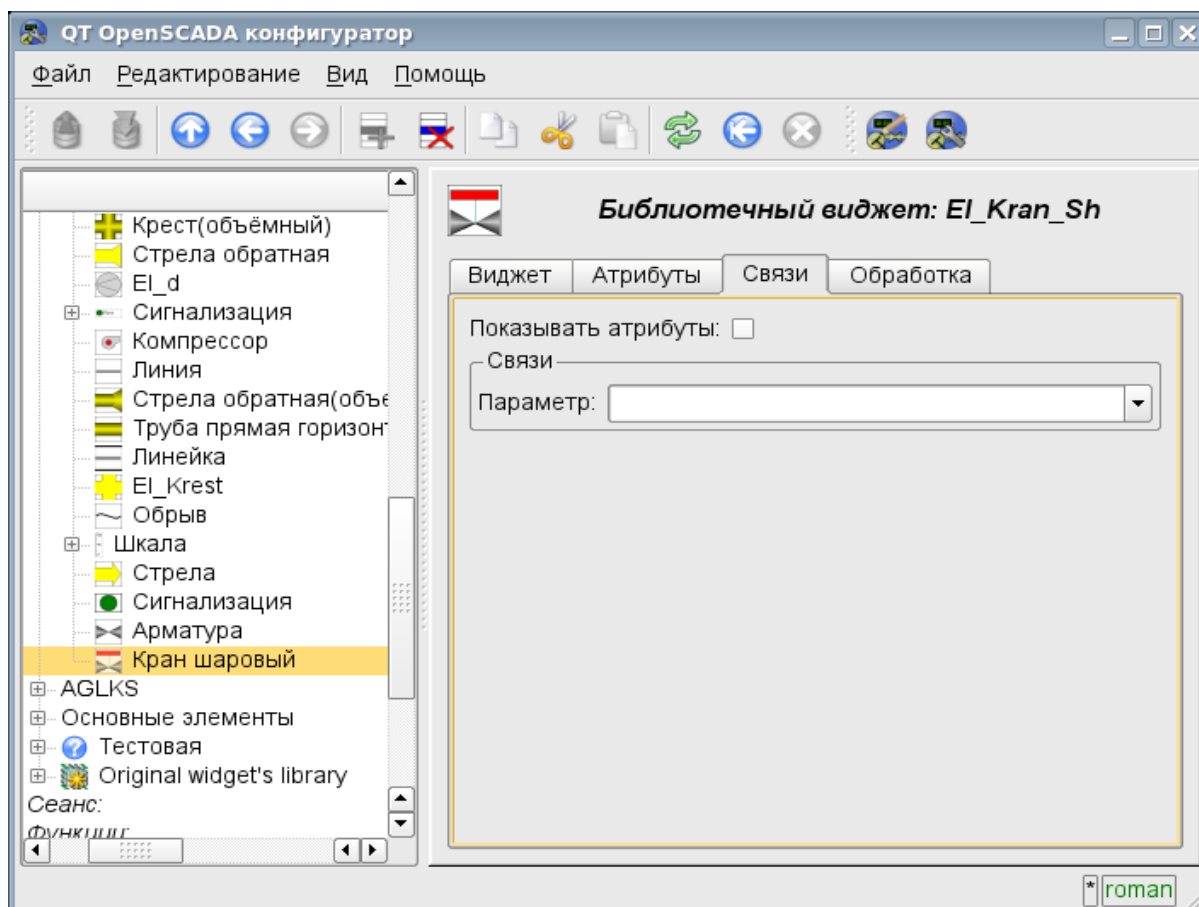 QT OpenSCADA конфигуратор
Файл Редактирование Вид Помощь
Крест(объёмный)
Стрела обратная
El_d
Сигнализация
Компрессор
Линия
Стрела обратная(объе
Труба прямая горизонт
Линейка
El_Krest
Обрыв
Шкала
Стрела
Сигнализация
Арматура
Кран шаровый
AGLKS
Основные элементы
Тестовая
Original widget's library
Сеанс:
Функции:
Библиотечный виджет: El_Kran_Sh
Виджет Атрибуты Связи Обработка
Показывать атрибуты:
Связи
Параметр:
* roman